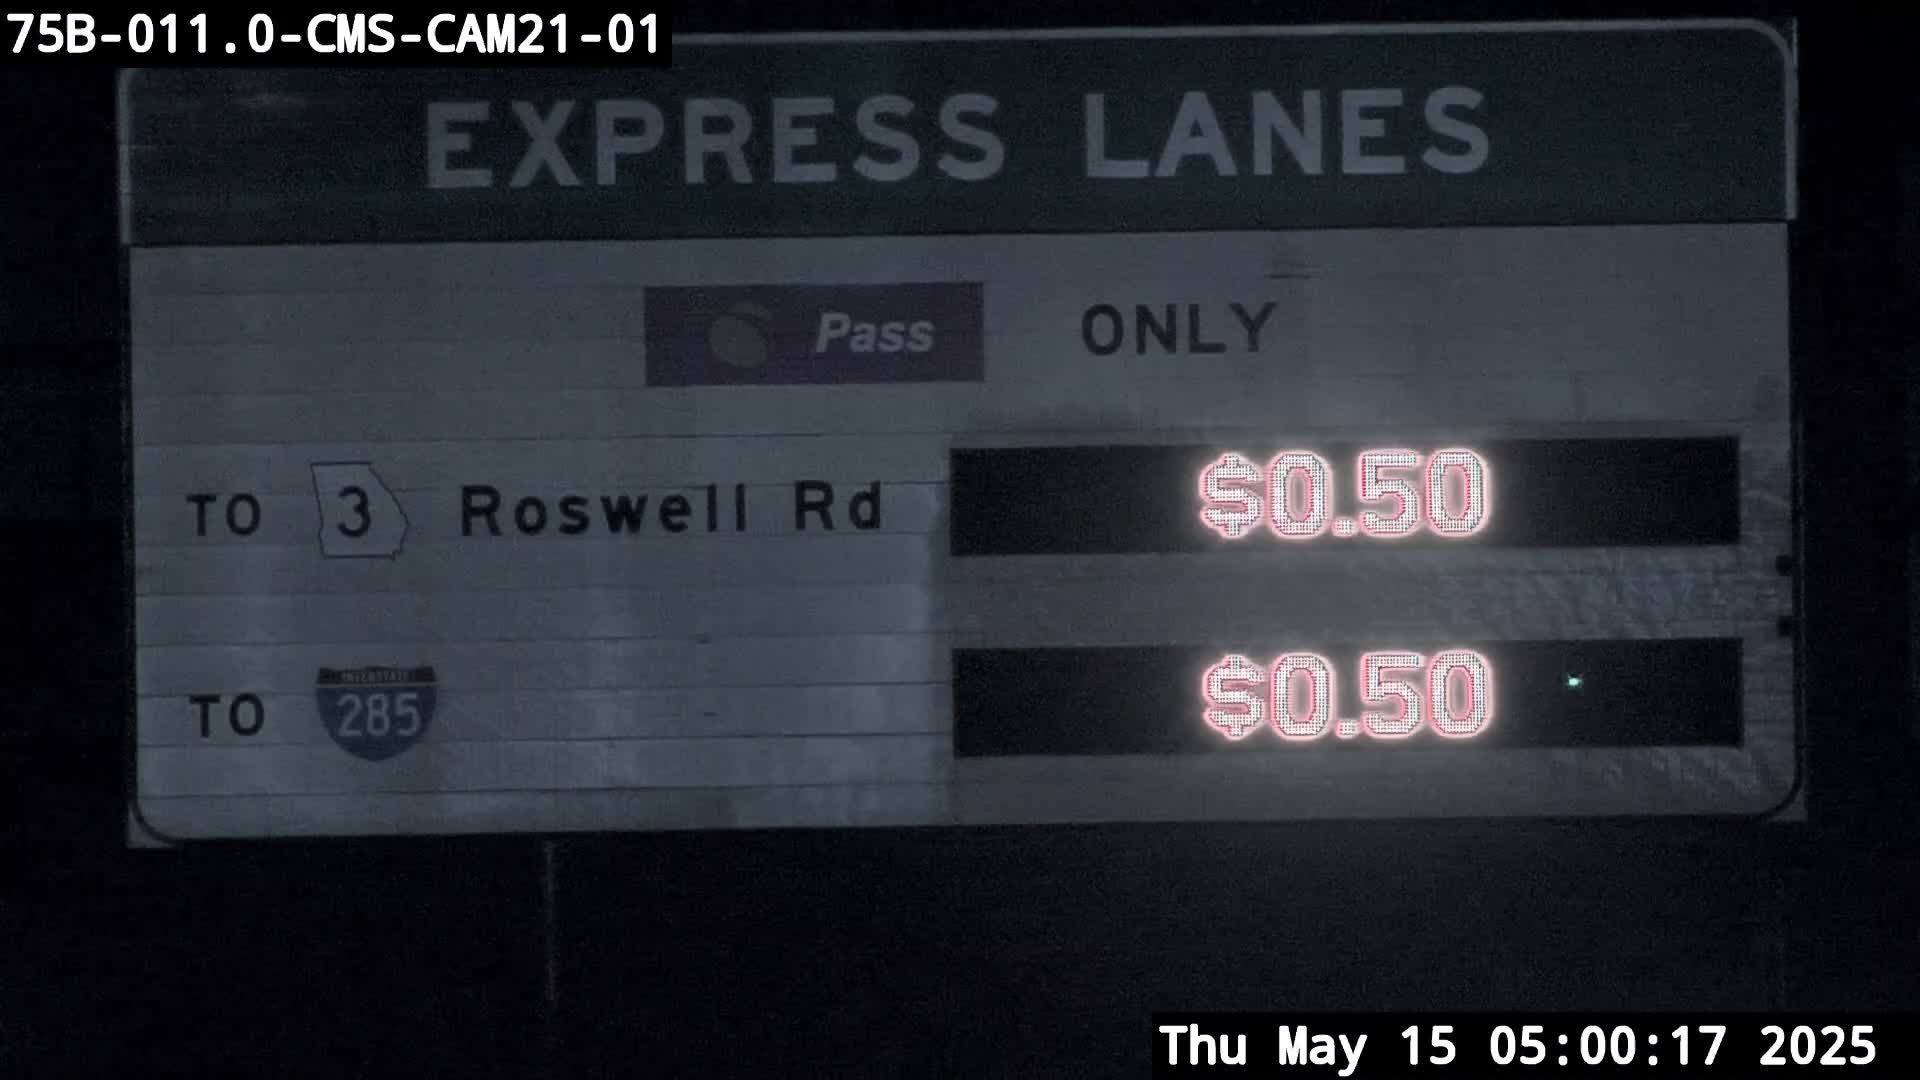 75B-011.0-CMS-CAM21-01
EXPRESS LANES
Pass ONLY
TO 3 Roswell Rd $0.50
INTERSTATE
TO 285 $0.50
Thu May 15 05:00:17 2025